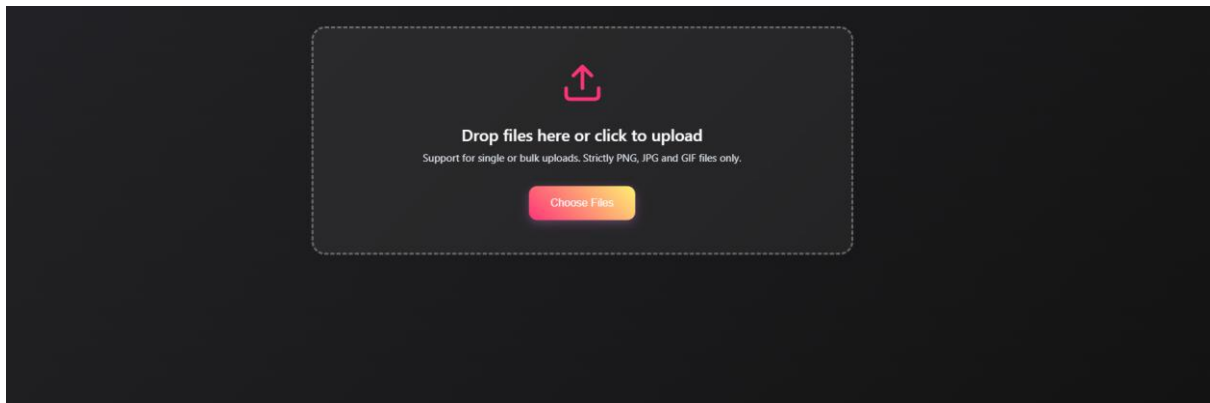 Drop files here or click to upload
Support for single or bulk uploads. Strictly PNG, JPG and GIF files only.
Choose Files